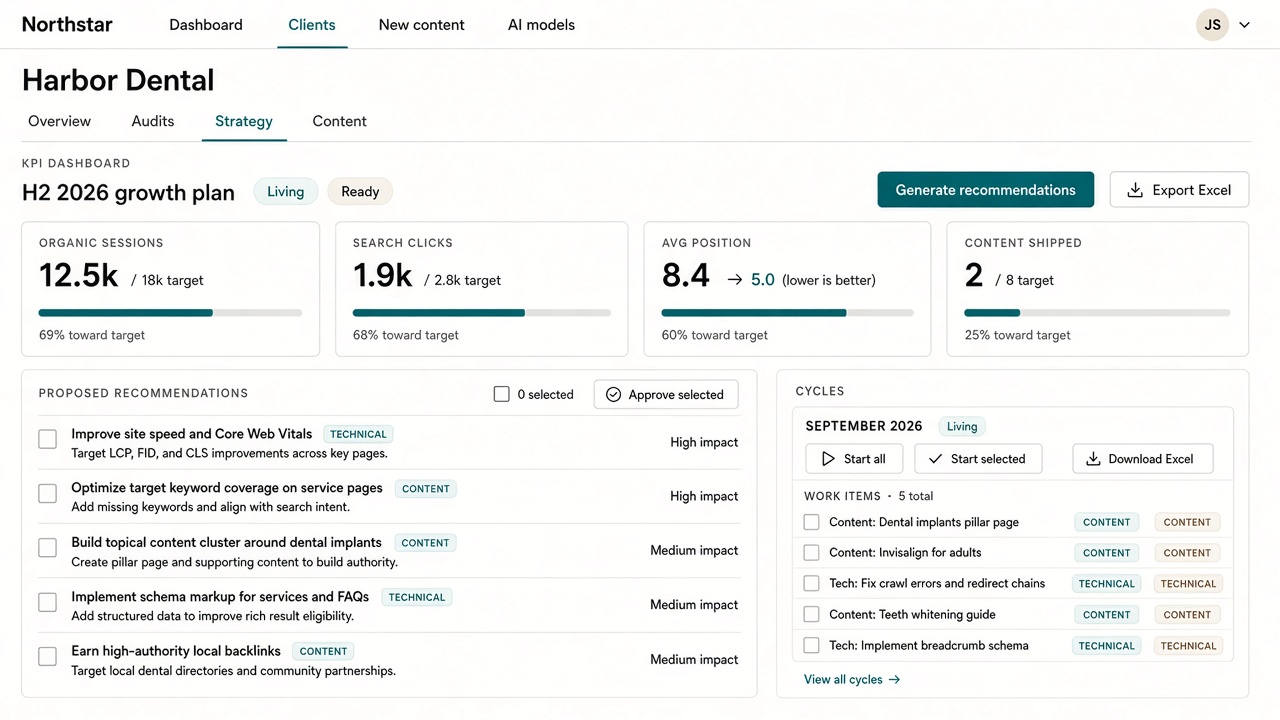 Northstar Dashboard Clients New content AI models JS
Harbor Dental
Overview Audits Strategy Content
KPI DASHBOARD
H2 2026 growth plan Living Ready Generate recommendations Export Excel
ORGANIC SESSIONS
12.5k / 18k target
69% toward target
SEARCH CLICKS
1.9k / 2.8k target
68% toward target
AVG POSITION
8.4 → 5.0 (lower is better)
60% toward target
CONTENT SHIPPED
2 / 8 target
25% toward target
PROPOSED RECOMMENDATIONS 0 selected Approve selected
Improve site speed and Core Web Vitals TECHNICAL
Target LCP, FID, and CLS improvements across key pages.
High impact
Optimize target keyword coverage on service pages CONTENT
Add missing keywords and align with search intent.
High impact
Build topical content cluster around dental implants CONTENT
Create pillar page and supporting content to build authority.
Medium impact
Implement schema markup for services and FAQs TECHNICAL
Add structured data to improve rich result eligibility.
Medium impact
Earn high-authority local backlinks CONTENT
Target local dental directories and community partnerships.
Medium impact
CYCLES
SEPTEMBER 2026 Living
Start all Start selected Download Excel
WORK ITEMS • 5 total
Content: Dental implants pillar page CONTENT CONTENT
Content: Invisalign for adults CONTENT CONTENT
Tech: Fix crawl errors and redirect chains TECHNICAL TECHNICAL
Content: Teeth whitening guide CONTENT CONTENT
Tech: Implement breadcrumb schema TECHNICAL TECHNICAL
View all cycles →